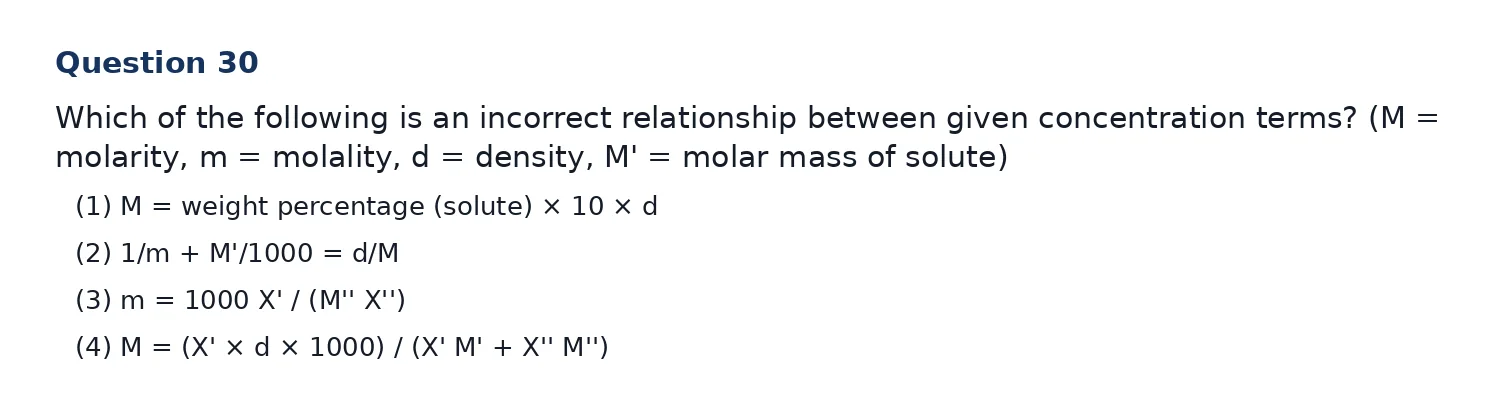 Question 30
Which of the following is an incorrect relationship between given concentration terms? (M =
molarity, m = molality, d = density, M' = molar mass of solute)
(1) M = weight percentage (solute) × 10 × d
(2) 1/m + M'/1000 = d/M
(3) m = 1000 X' / (M'' X'')
(4) M = (X' × d × 1000) / (X' M' + X'' M'')